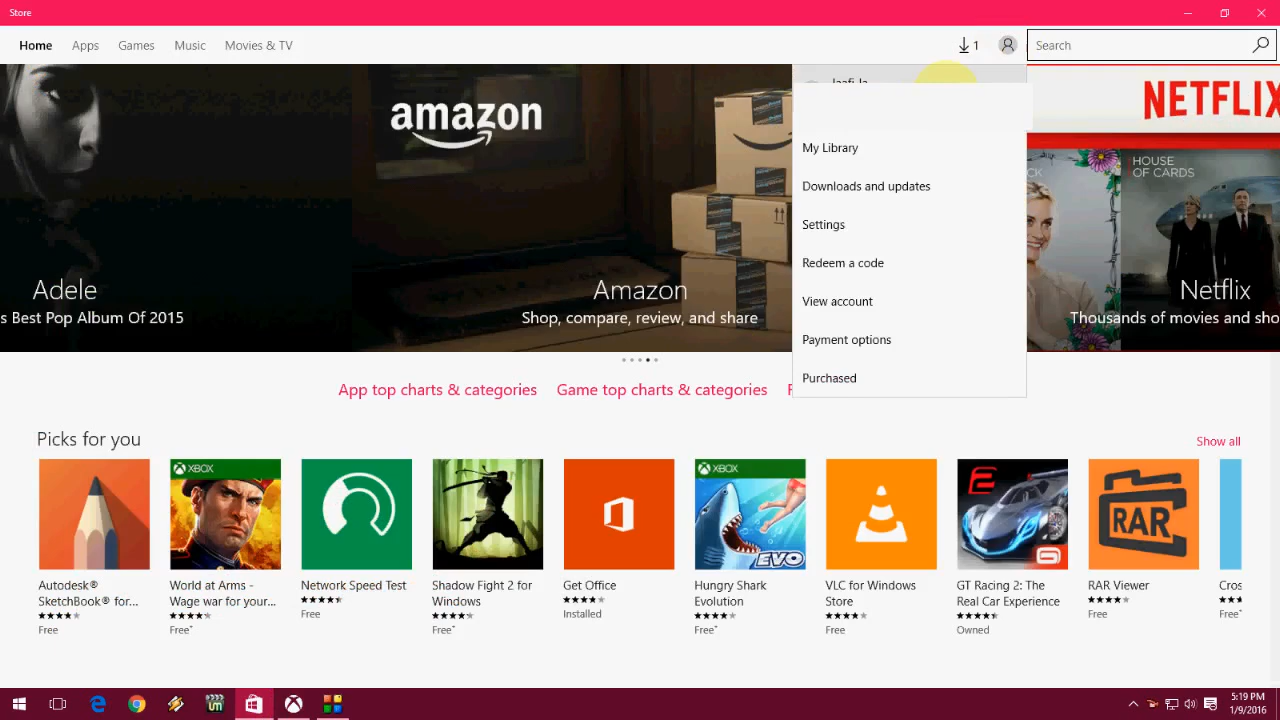 Store
Home Apps Games Music Movies & TV
1
Search
amazon
NETFLIX
My Library
Downloads and updates
Settings
Redeem a code
View account
Payment options
Purchased
HOUSE
OF CARDS
CK
Adele
s Best Pop Album Of 2015
Amazon
Shop, compare, review, and share
Netflix
Thousands of movies and sho
App top charts & categories Game top charts & categories F
Picks for you
Show all
XBOX
XBOX
EVO
RAR
Autodesk®
SketchBook® for...
Free
World at Arms -
Wage war for your...
Free*
Network Speed Test
Free
Shadow Fight 2 for
Windows
Free*
Get Office
Installed
Hungry Shark
Evolution
Free*
VLC for Windows
Store
Free
GT Racing 2: The
Real Car Experience
Owned
RAR Viewer
Free
Cros
Free*
5:19 PM
1/9/2016